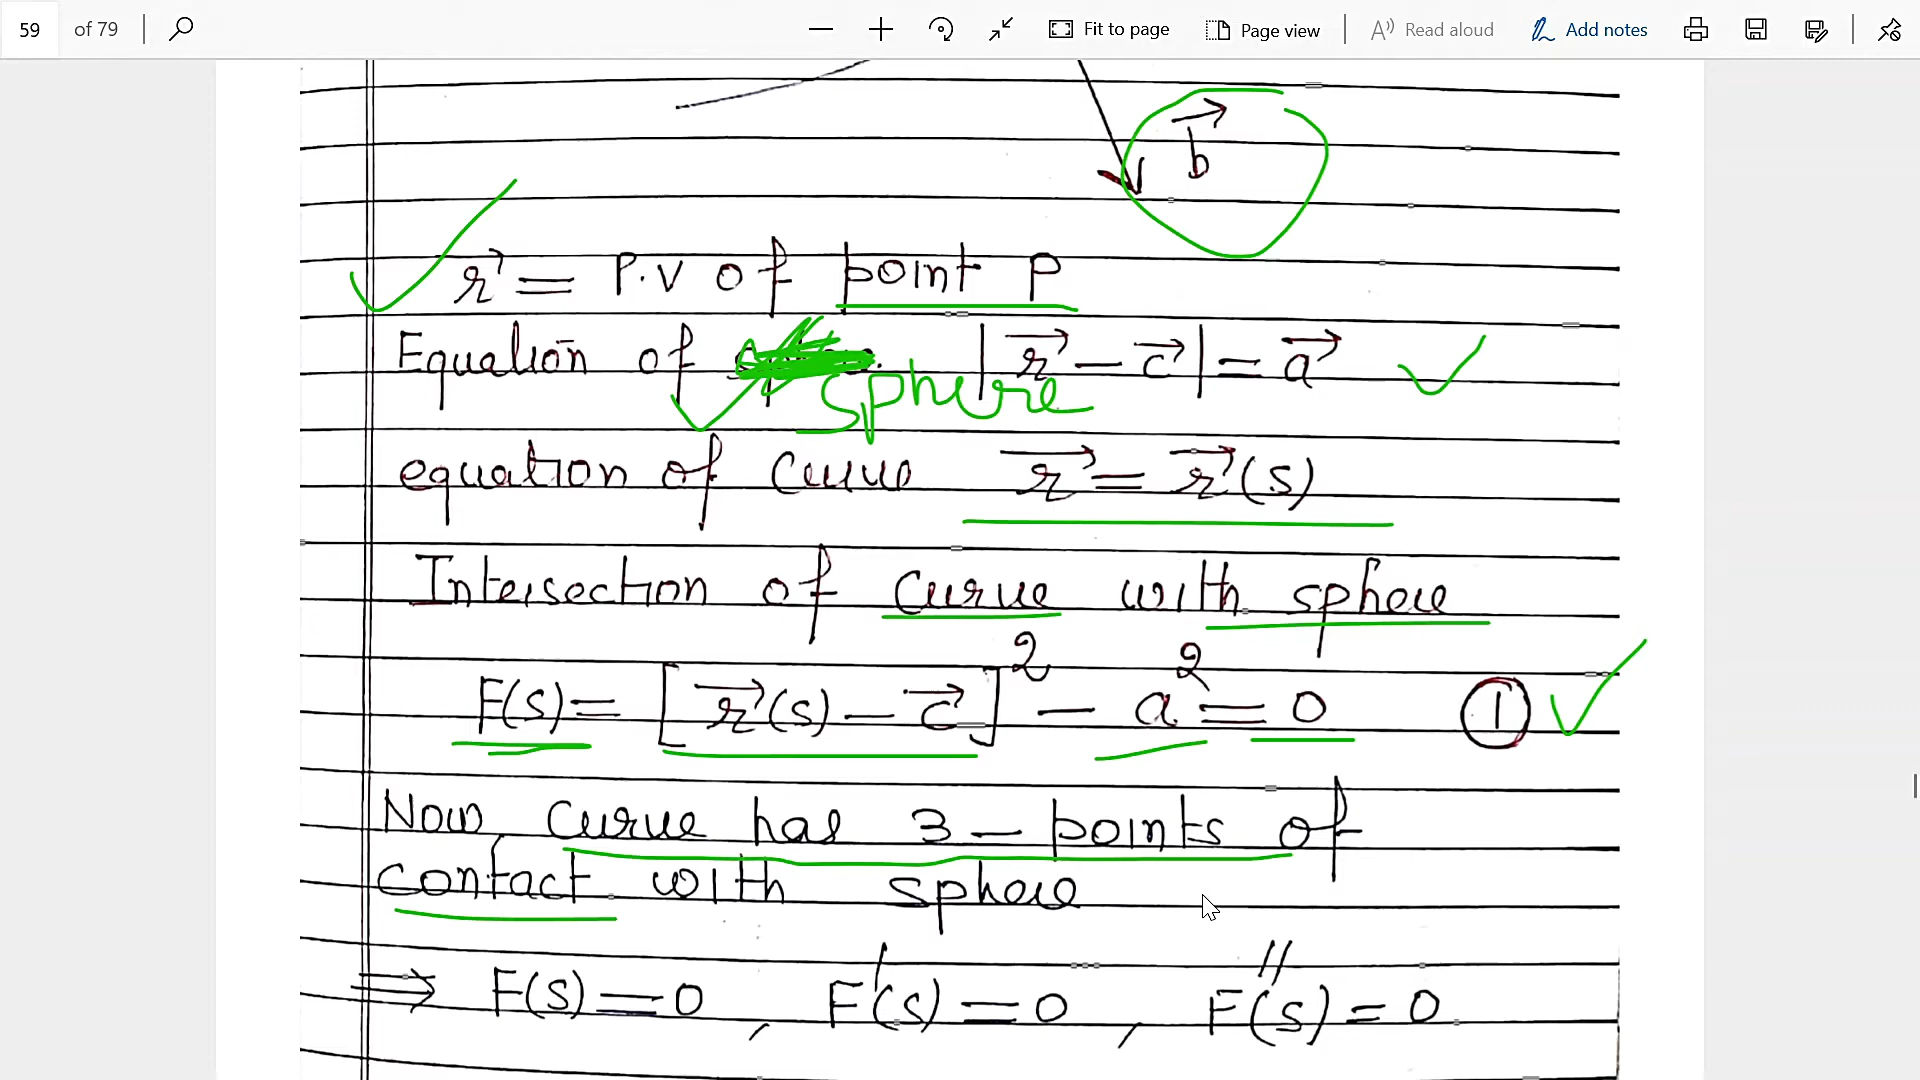 59 of 79 Fit to page Page view Read aloud Add notes
b⃗
r⃗ = P.V of point P
Equation of sphere |r⃗ - c⃗| = a⃗
equation of Curve r⃗ = r⃗(s)
Intersection of curve with sphere
F(s) = [r⃗(s) - c⃗]² - a² = 0 ①
Now, curve has 3 - points of
contact with sphere
⇒ F(s) = 0, F′(s) = 0, F″(s) = 0